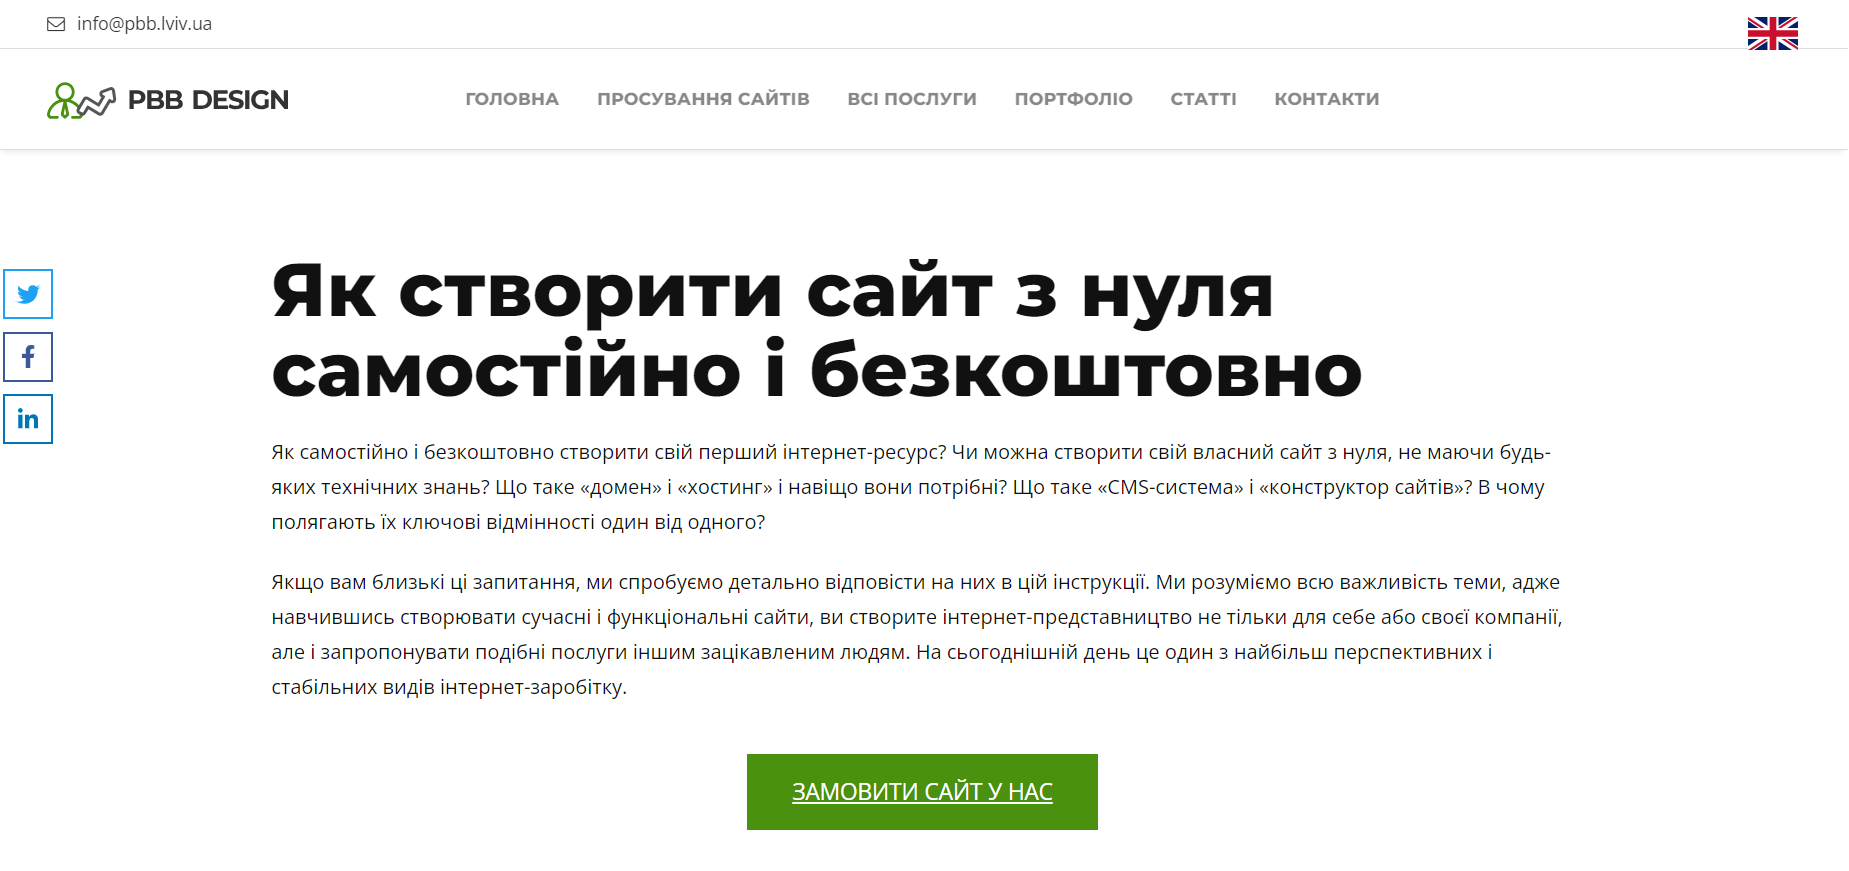 info@pbb.lviv.ua
PBB DESIGN
ГОЛОВНА ПРОСУВАННЯ САЙТІВ ВСІ ПОСЛУГИ ПОРТФОЛІО СТАТТІ КОНТАКТИ
Як створити сайт з нуля
самостійно і безкоштовно
Як самостійно і безкоштовно створити свій перший інтернет-ресурс? Чи можна створити свій власний сайт з нуля, не маючи будь-
яких технічних знань? Що таке «домен» і «хостинг» і навіщо вони потрібні? Що таке «CMS-система» і «конструктор сайтів»? В чому
полягають їх ключові відмінності один від одного?
Якщо вам близькі ці запитання, ми спробуємо детально відповісти на них в цій інструкції. Ми розуміємо всю важливість теми, адже
навчившись створювати сучасні і функціональні сайти, ви створите інтернет-представництво не тільки для себе або своєї компанії,
але і запропонувати подібні послуги іншим зацікавленим людям. На сьогоднішній день це один з найбільш перспективних і
стабільних видів інтернет-заробітку.
ЗАМОВИТИ САЙТ У НАС